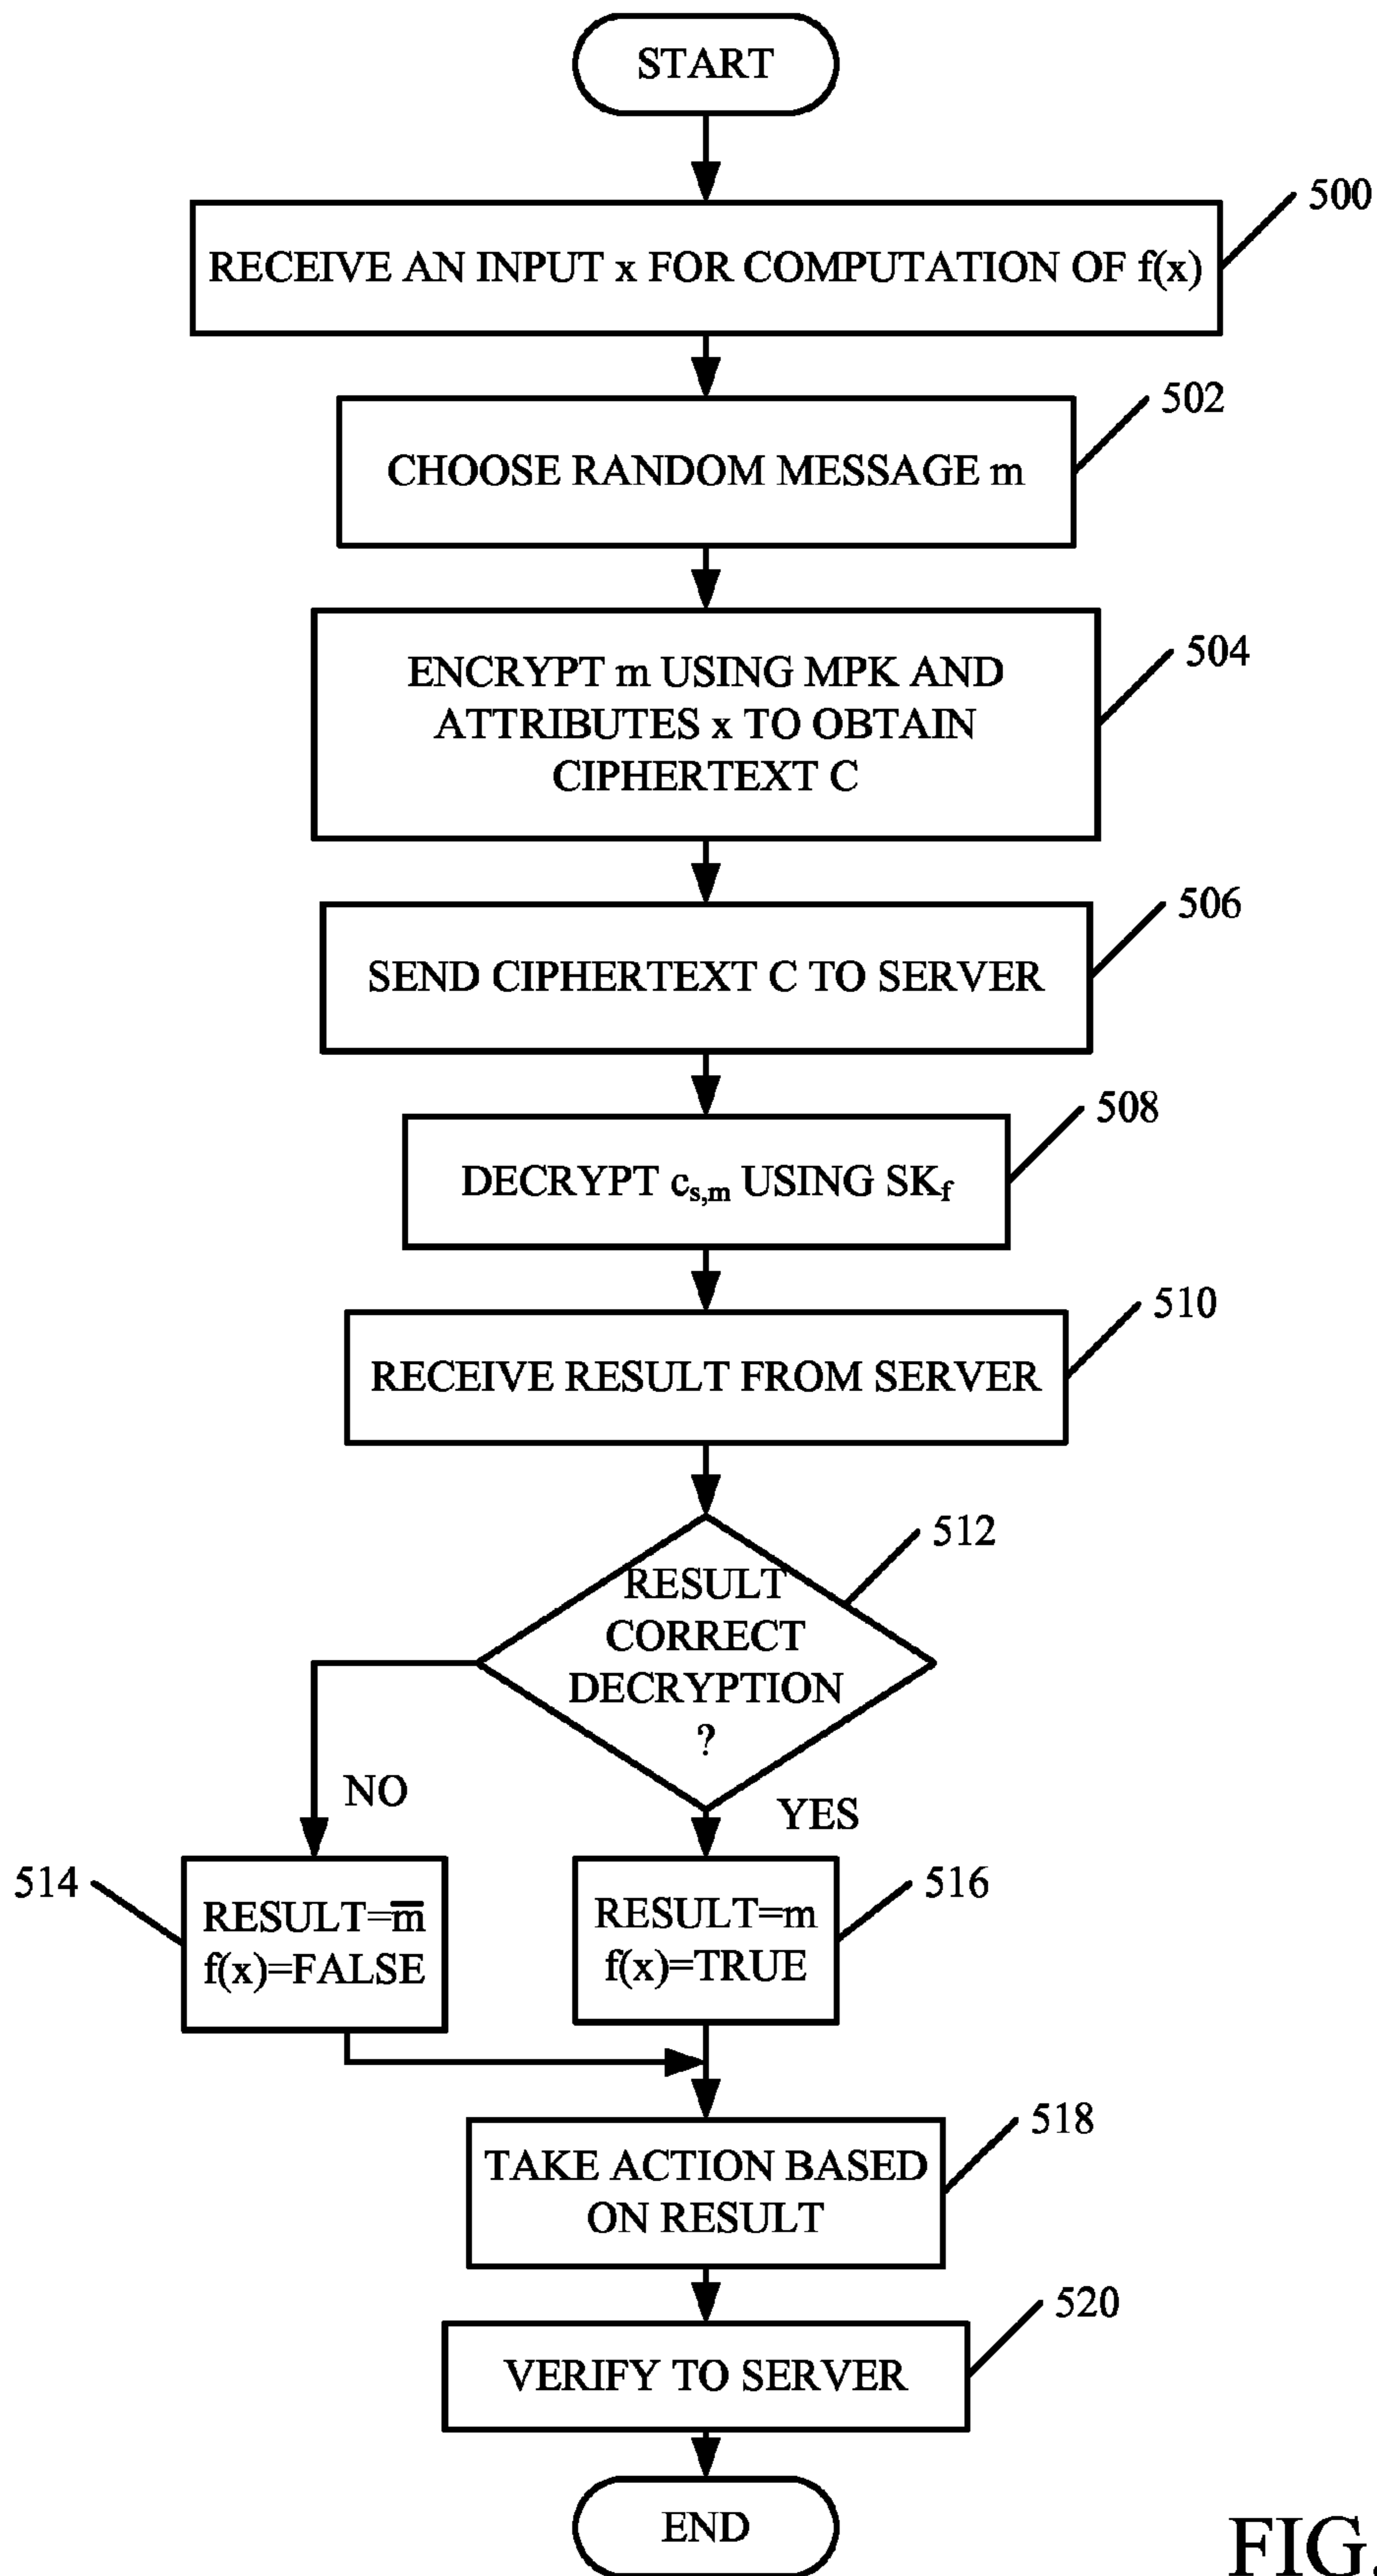 START
500
RECEIVE AN INPUT x FOR COMPUTATION OF f(x)
502
CHOOSE RANDOM MESSAGE m
504
ENCRYPT m USING MPK AND
ATTRIBUTES x TO OBTAIN
CIPHERTEXT C
506
SEND CIPHERTEXT C TO SERVER
508
DECRYPT cs,m USING SKf
510
RECEIVE RESULT FROM SERVER
512
RESULT
CORRECT
DECRYPTION
?
NO
YES
514
RESULT=m̅
f(x)=FALSE
516
RESULT=m
f(x)=TRUE
518
TAKE ACTION BASED
ON RESULT
520
VERIFY TO SERVER
END
FIG.